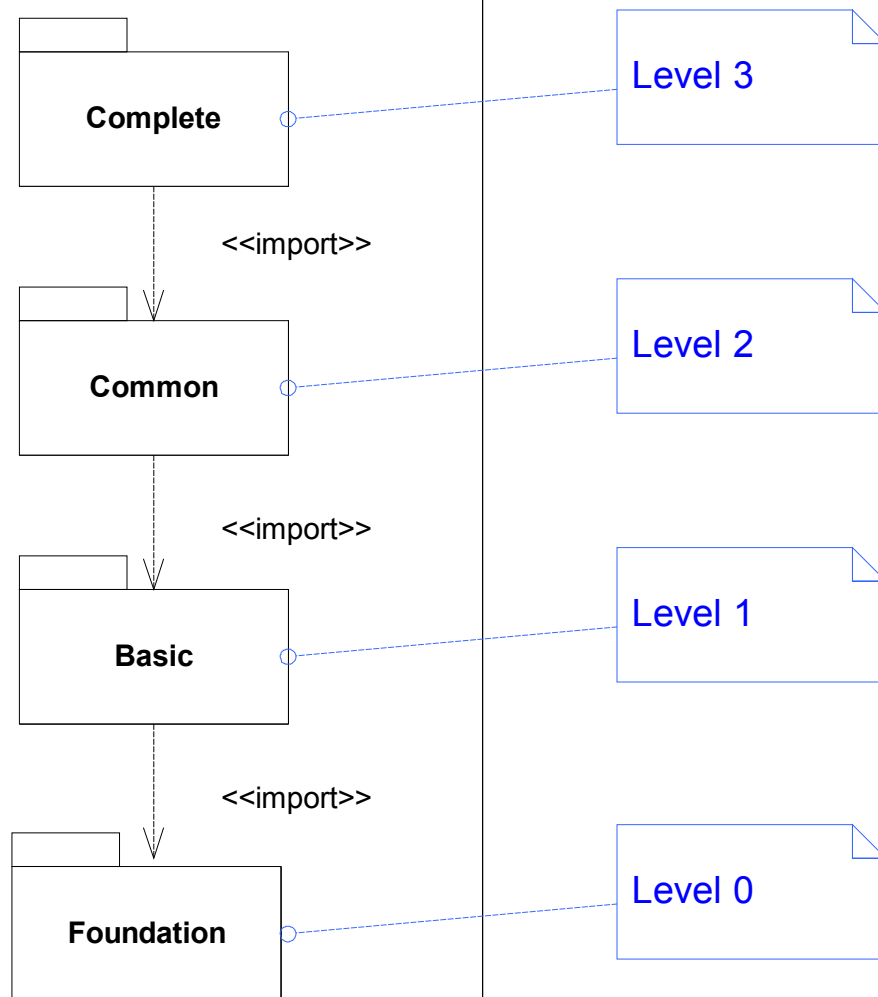 Level 3
Complete
<<import>>
Level 2
Common
<<import>>
Level 1
Basic
<<import>>
Level 0
Foundation